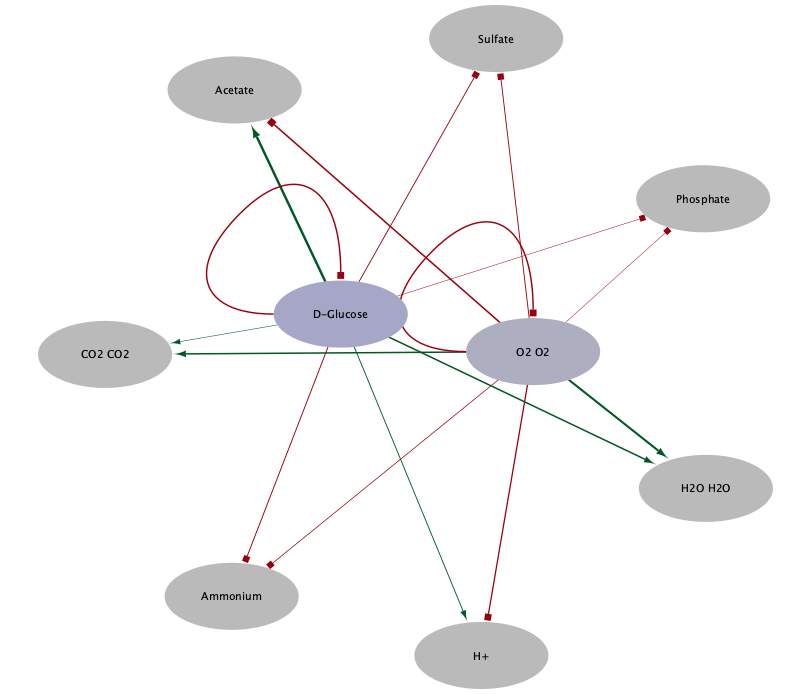 Sulfate
Acetate
Phosphate
D-Glucose
O2 O2
CO2 CO2
H2O H2O
Ammonium
H+